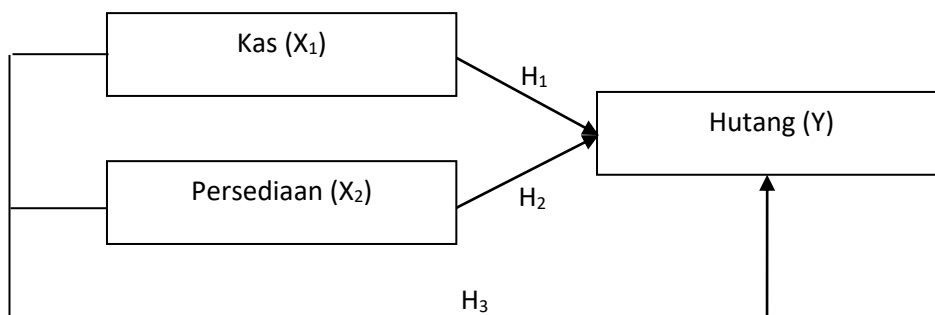 Kas (X₁)
H₁
Hutang (Y)
Persediaan (X₂)
H₂
H₃